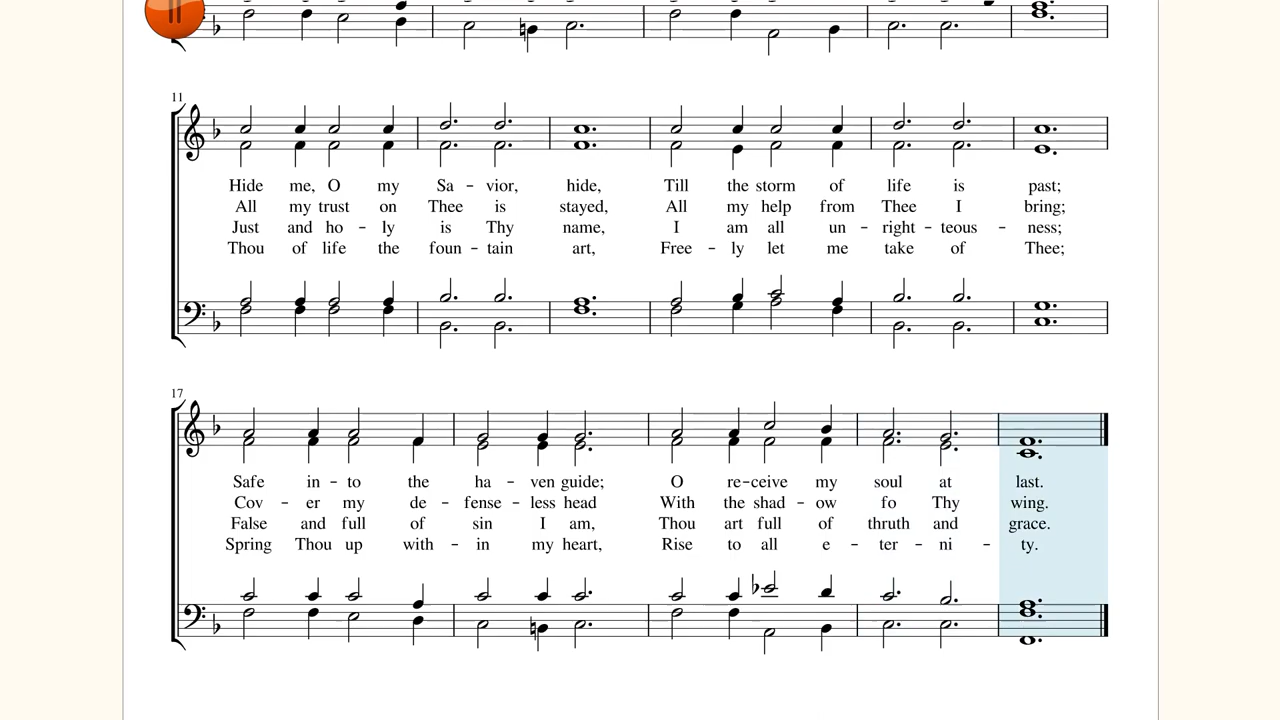 11
Hide me, O my Sa – vior, hide, Till the storm of life is past;
All my trust on Thee is stayed, All my help from Thee I bring;
Just and ho – ly is Thy name, I am all un – right – teous – ness;
Thou of life the foun – tain art, Free – ly let me take of Thee;
17
Safe in – to the ha – ven guide; O re – ceive my soul at last.
Cov – er my de – fense – less head With the shad – ow fo Thy wing.
False and full of sin I am, Thou art full of thruth and grace.
Spring Thou up with – in my heart, Rise to all e – ter – ni – ty.